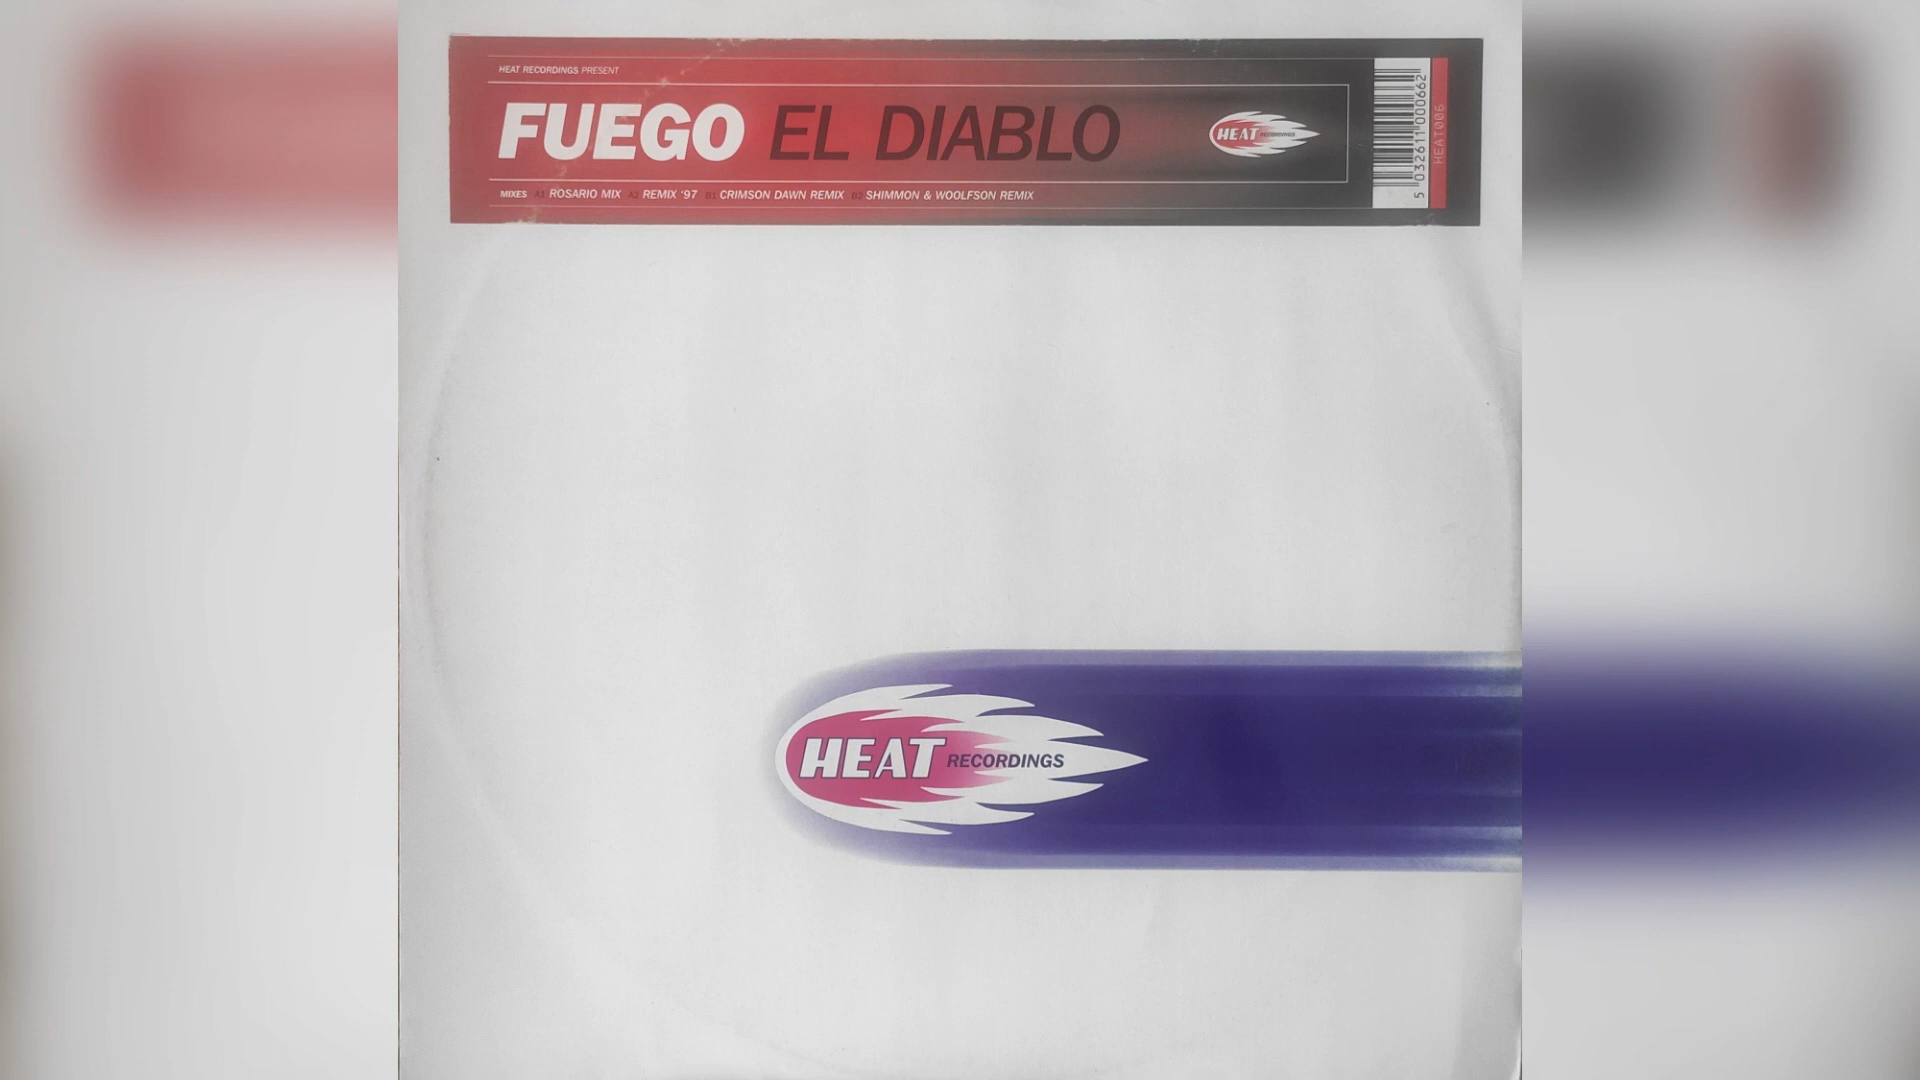 HEAT RECORDINGS PRESENT
FUEGO EL DIABLO
HEAT RECORDINGS
MIXES A1 ROSARIO MIX A2 REMIX ‘97 B1 CRIMSON DAWN REMIX B2 SHIMMON & WOOLFSON REMIX
5 032611 000662
HEAT006
HEAT RECORDINGS